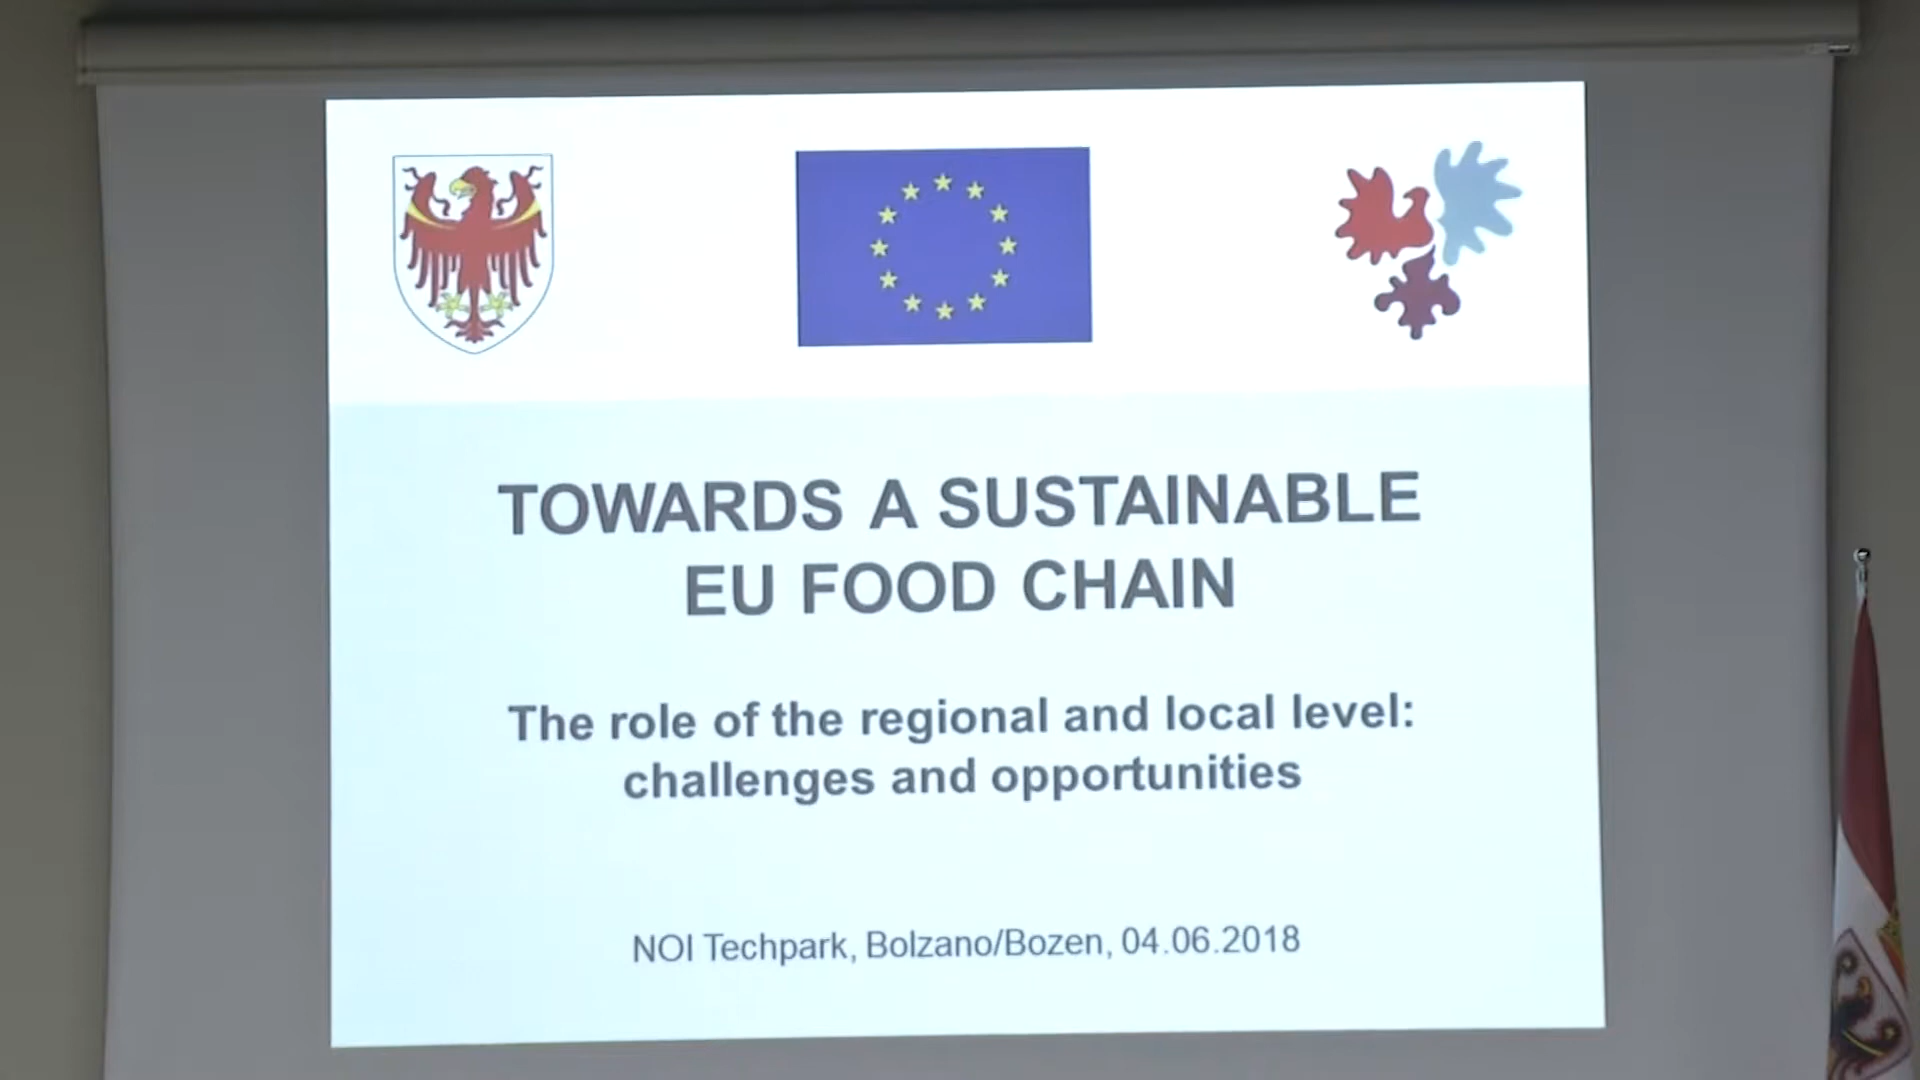 TOWARDS A SUSTAINABLE
EU FOOD CHAIN
The role of the regional and local level:
challenges and opportunities
NOI Techpark, Bolzano/Bozen, 04.06.2018